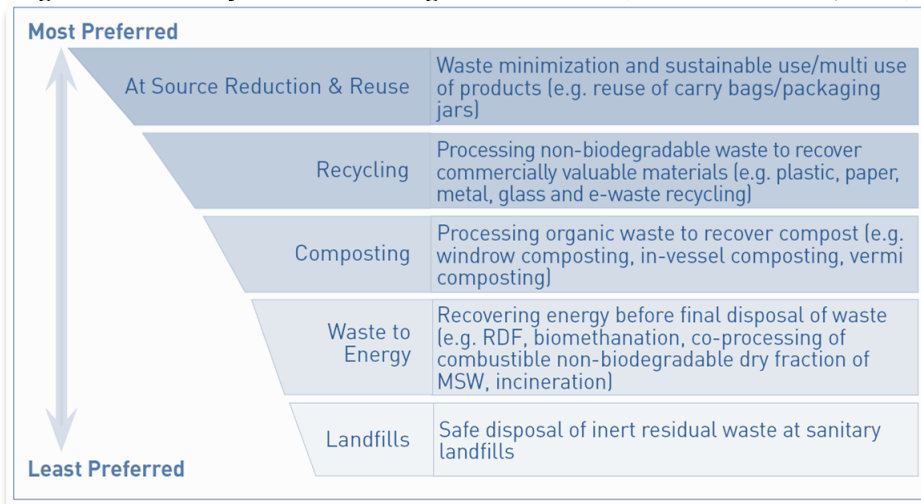 Most Preferred
At Source Reduction & Reuse
Waste minimization and sustainable use/multi use
of products (e.g. reuse of carry bags/packaging
jars)
Recycling
Processing non-biodegradable waste to recover
commercially valuable materials (e.g. plastic, paper,
metal, glass and e-waste recycling)
Composting
Processing organic waste to recover compost (e.g.
windrow composting, in-vessel composting, vermi
composting)
Waste to
Energy
Recovering energy before final disposal of waste
(e.g. RDF, biomethanation, co-processing of
combustible non-biodegradable dry fraction of
MSW, incineration)
Landfills
Safe disposal of inert residual waste at sanitary
landfills
Least Preferred